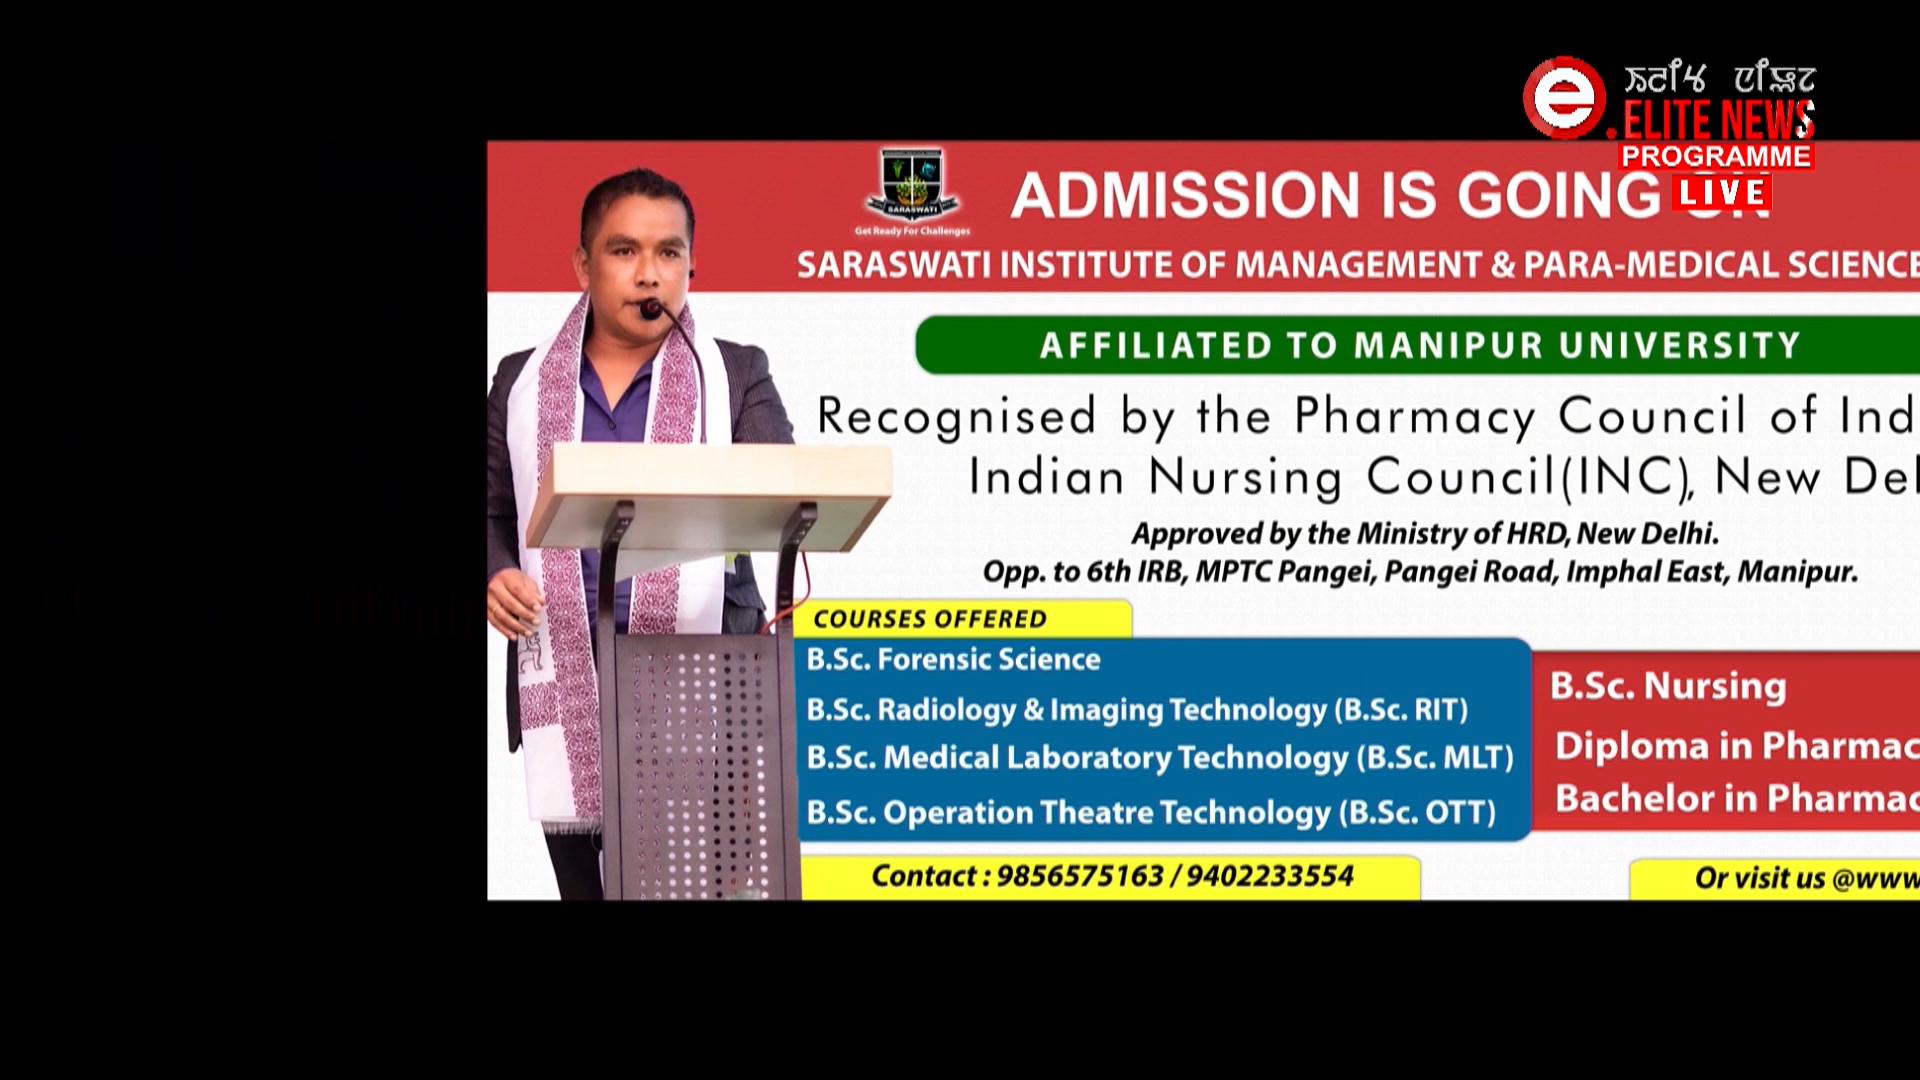 ꯅꯤꯎꯖ ꯏꯂꯤꯠ
e.
ELITE NEWS
PROGRAMME
LIVE
SARASWATI
Get Ready For Challenges
ADMISSION IS GOING ON
SARASWATI INSTITUTE OF MANAGEMENT & PARA-MEDICAL SCIENCE
AFFILIATED TO MANIPUR UNIVERSITY
Recognised by the Pharmacy Council of Ind
Indian Nursing Council(INC), New Del
Approved by the Ministry of HRD, New Delhi.
Opp. to 6th IRB, MPTC Pangei, Pangei Road, Imphal East, Manipur.
COURSES OFFERED
B.Sc. Forensic Science
B.Sc. Radiology & Imaging Technology (B.Sc. RIT)
B.Sc. Medical Laboratory Technology (B.Sc. MLT)
B.Sc. Operation Theatre Technology (B.Sc. OTT)
B.Sc. Nursing
Diploma in Pharmac
Bachelor in Pharmac
Contact : 9856575163 / 9402233554
Or visit us @www